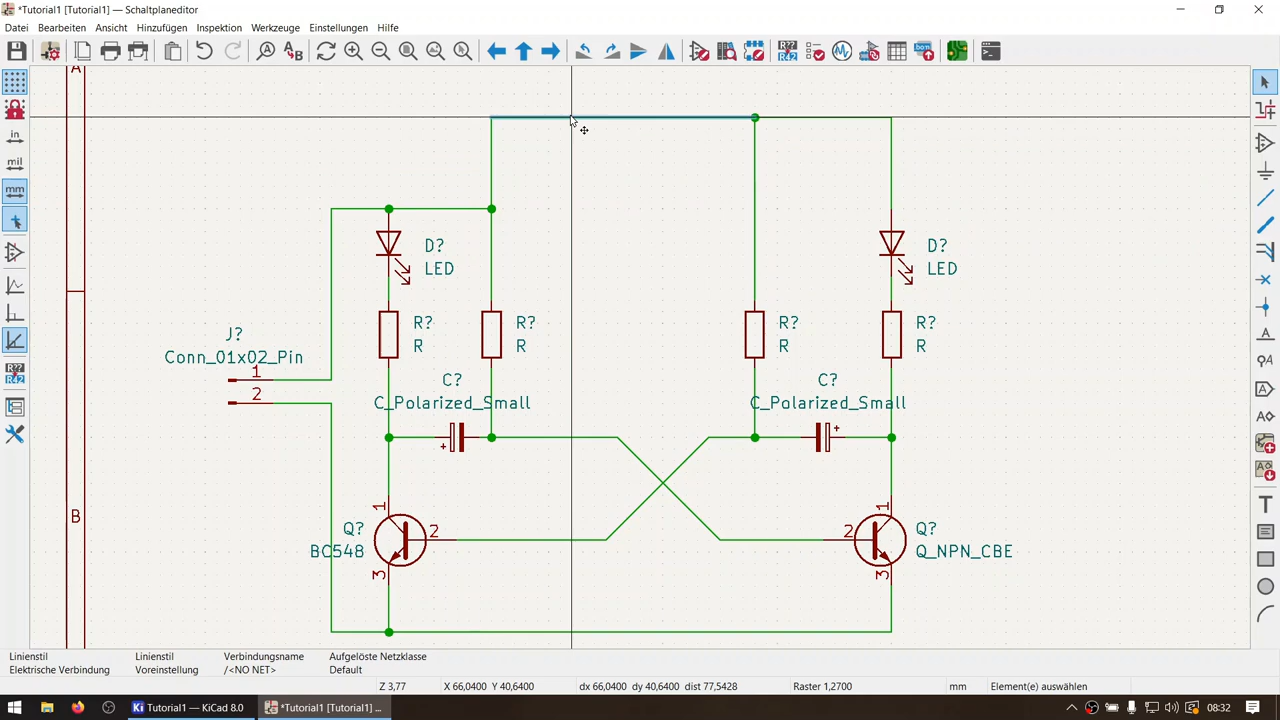 *Tutorial1 [Tutorial1] — Schaltplaneditor
Datei Bearbeiten Ansicht Hinzufügen Inspektion Werkzeuge Einstellungen Hilfe
A
in
mil
mm
D?
LED
D?
LED
R?
R
R?
R
R?
R
R?
R
J?
Conn_01x02_Pin
1
2
C?
C_Polarized_Small
C?
C_Polarized_Small
+
+
B
1
Q?
BC548
2
3
1
2
Q?
Q_NPN_CBE
3
Linienstil Linienstil Verbindungsname Aufgelöste Netzklasse
Elektrische Verbindung Voreinstellung /<NO NET> Default
Z 3,77 X 66,0400 Y 40,6400 dx 66,0400 dy 40,6400 dist 77,5428 Raster 1,2700 mm Element(e) auswählen
Tutorial1 — KiCad 8.0 *Tutorial1 [Tutorial1] ... 08:32